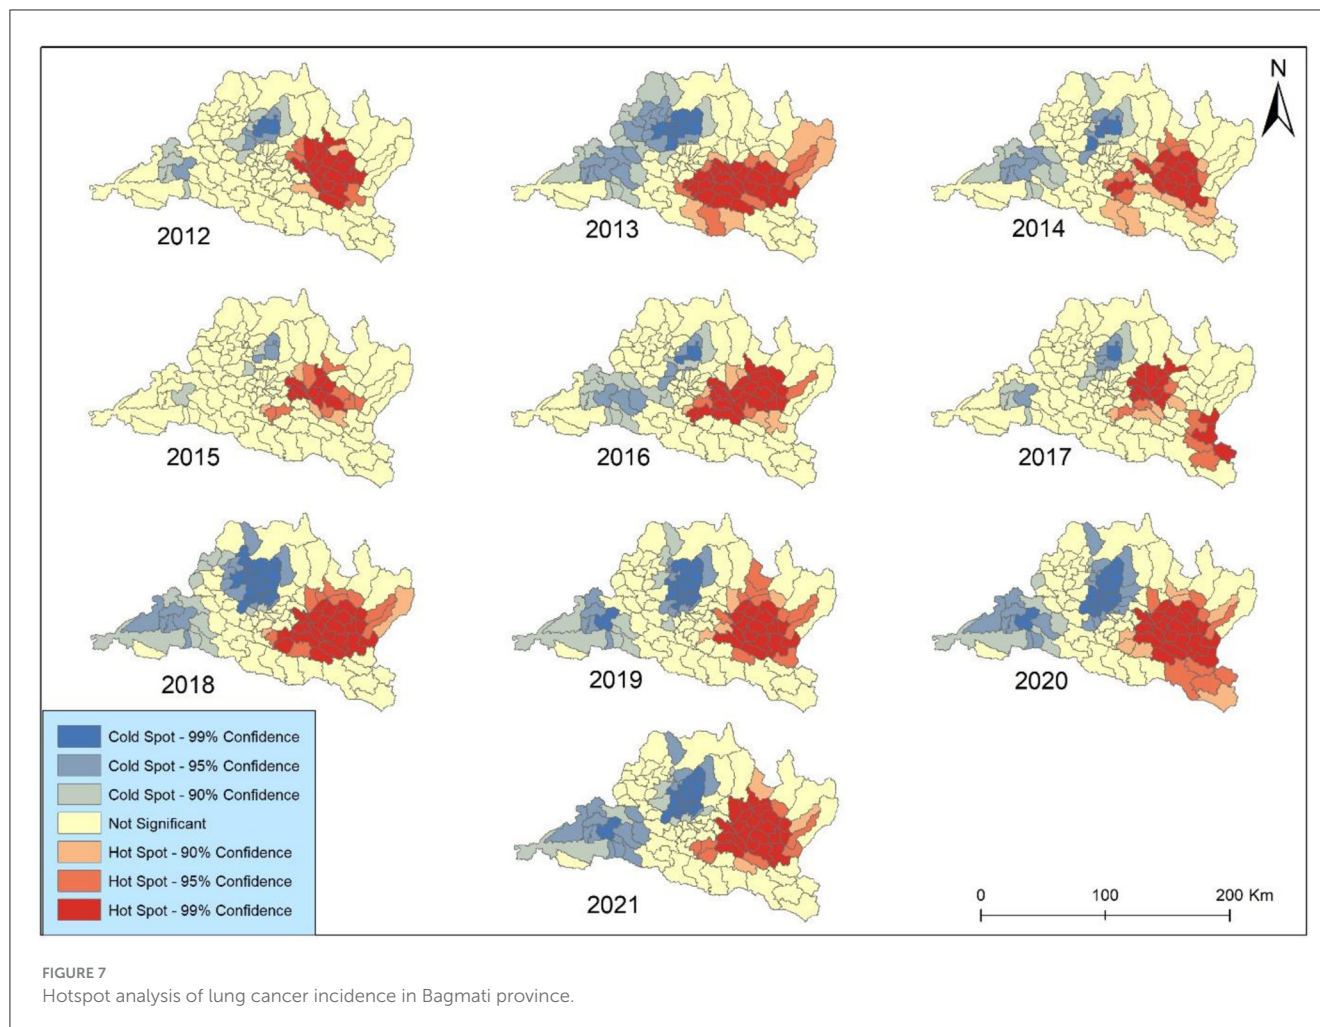 N
2012
2013
2014
2015
2016
2017
2018
2019
2020
Cold Spot - 99% Confidence
Cold Spot - 95% Confidence
Cold Spot - 90% Confidence
Not Significant
Hot Spot - 90% Confidence
Hot Spot - 95% Confidence
Hot Spot - 99% Confidence
2021
0 100 200 Km
FIGURE 7
Hotspot analysis of lung cancer incidence in Bagmati province.